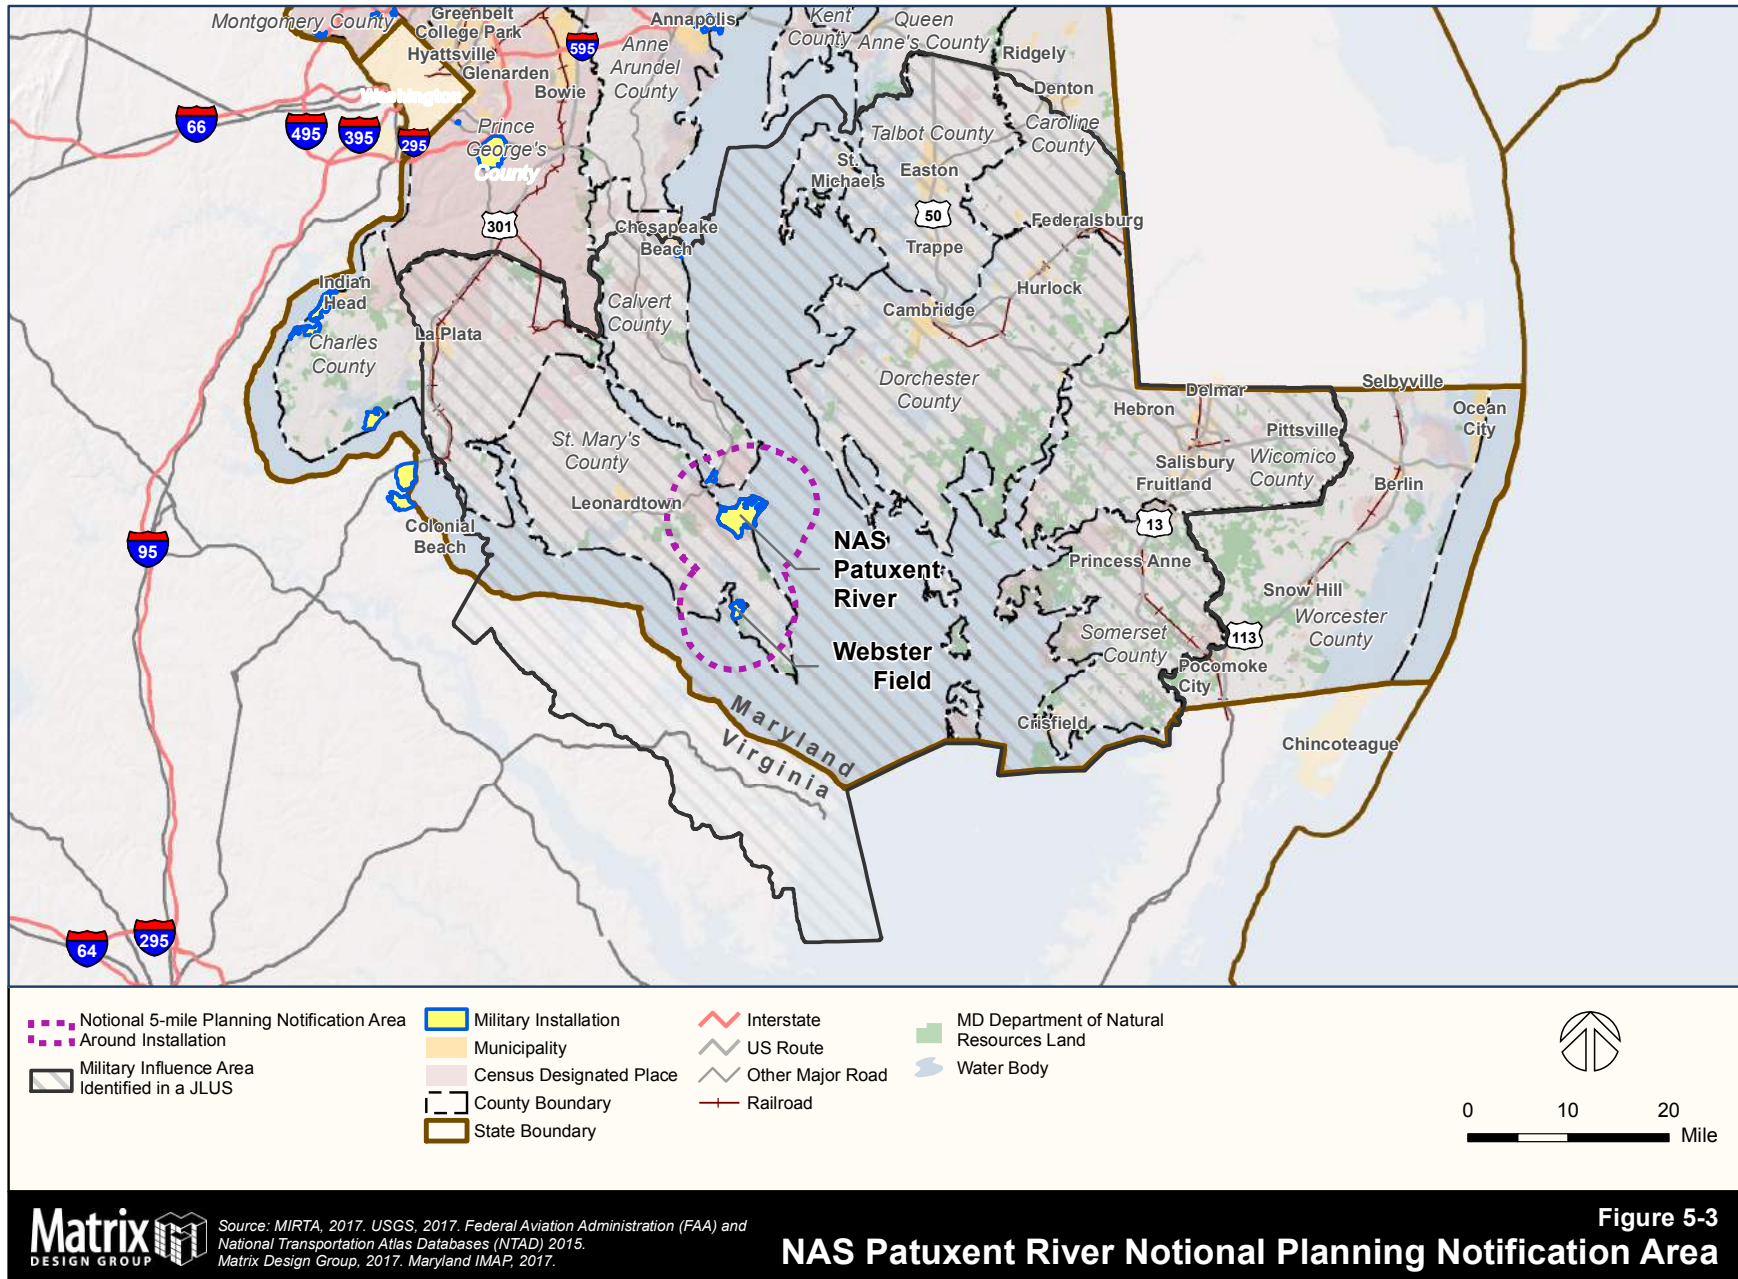 Montgomery County
Greenbelt
College Park
Hyattsville
Glenarden
Bowie
Washington
Annapolis
Anne
Arundel
County
Kent
County
Queen
Anne's County
Ridgely
Denton
Caroline
County
Talbot County
St.
Michaels
Easton
Trappe
Federalsburg
Hurlock
Cambridge
Dorchester
County
Prince
George's
County
Chesapeake
Beach
Calvert
County
Indian
Head
Charles
County
La Plata
St. Mary's
County
Leonardtown
Colonial
Beach
NAS
Patuxent
River
Webster
Field
Maryland
Virginia
Delmar
Hebron
Selbyville
Ocean
City
Pittsville
Salisbury
Wicomico
County
Fruitland
Berlin
Princess Anne
Snow Hill
Worcester
County
Somerset
County
Pocomoke
City
Crisfield
Chincoteague
66
495
395
295
595
301
50
95
13
113
64
295
Notional 5-mile Planning Notification Area
Around Installation
Military Influence Area
Identified in a JLUS
Military Installation
Municipality
Census Designated Place
County Boundary
State Boundary
Interstate
US Route
Other Major Road
Railroad
MD Department of Natural
Resources Land
Water Body
0 10 20
Mile
Matrix
DESIGN GROUP
Source: MIRTA, 2017. USGS, 2017. Federal Aviation Administration (FAA) and
National Transportation Atlas Databases (NTAD) 2015.
Matrix Design Group, 2017. Maryland IMAP, 2017.
Figure 5-3
NAS Patuxent River Notional Planning Notification Area